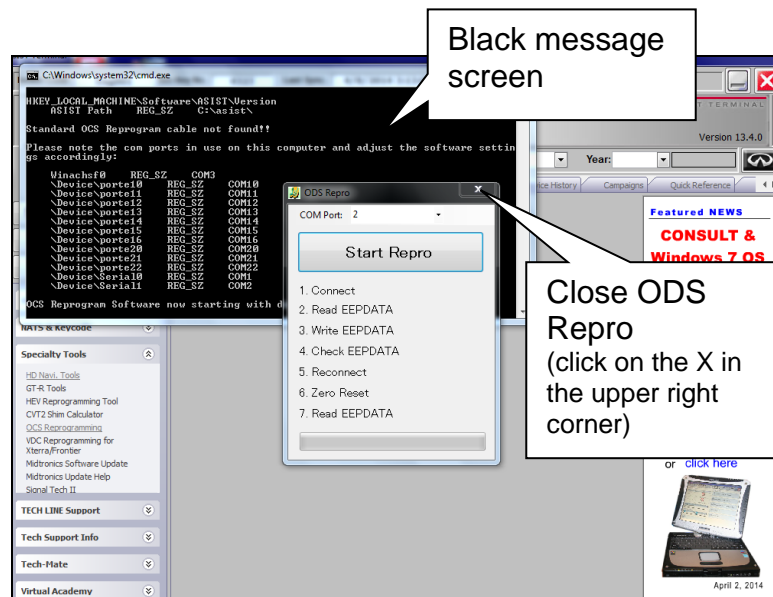 Black message
screen
C:\Windows\system32\cmd.exe
HKEY_LOCAL_MACHINE\Software\ASIST\Version
ASIST Path REG_SZ C:\asist\
Standard OCS Reprogram cable not found!!
Please note the com ports in use on this computer and adjust the software settin
gs accordingly:
Winachsf0 REG_SZ COM3
\Device\porte10 REG_SZ COM10
\Device\porte11 REG_SZ COM11
\Device\porte12 REG_SZ COM12
\Device\porte13 REG_SZ COM13
\Device\porte14 REG_SZ COM14
\Device\porte15 REG_SZ COM15
\Device\porte16 REG_SZ COM16
\Device\porte20 REG_SZ COM20
\Device\porte21 REG_SZ COM21
\Device\porte22 REG_SZ COM22
\Device\Serial0 REG_SZ COM1
\Device\Serial1 REG_SZ COM2
OCS Reprogram Software now starting with d
TERMINAL
Version 13.4.0
Year:
Campaigns
Quick Reference
ODS Repro
X
COM Port: 2
Start Repro
1. Connect
2. Read EEPDATA
3. Write EEPDATA
4. Check EEPDATA
5. Reconnect
6. Zero Reset
7. Read EEPDATA
Close ODS
Repro
(click on the X in
the upper right
corner)
NATS & Keycode
Specialty Tools
HD Navi. Tools
GT-R Tools
HEV Reprogramming Tool
CVT2 Shim Calculator
OCS Reprogramming
VDC Reprogramming for
Xterra/Frontier
Midtronics Software Update
Midtronics Update Help
Signal Tech II
TECH LINE Support
Tech Support Info
Tech-Mate
Virtual Academy
Featured NEWS
CONSULT &
Windows 7 OS
or click here
April 2, 2014